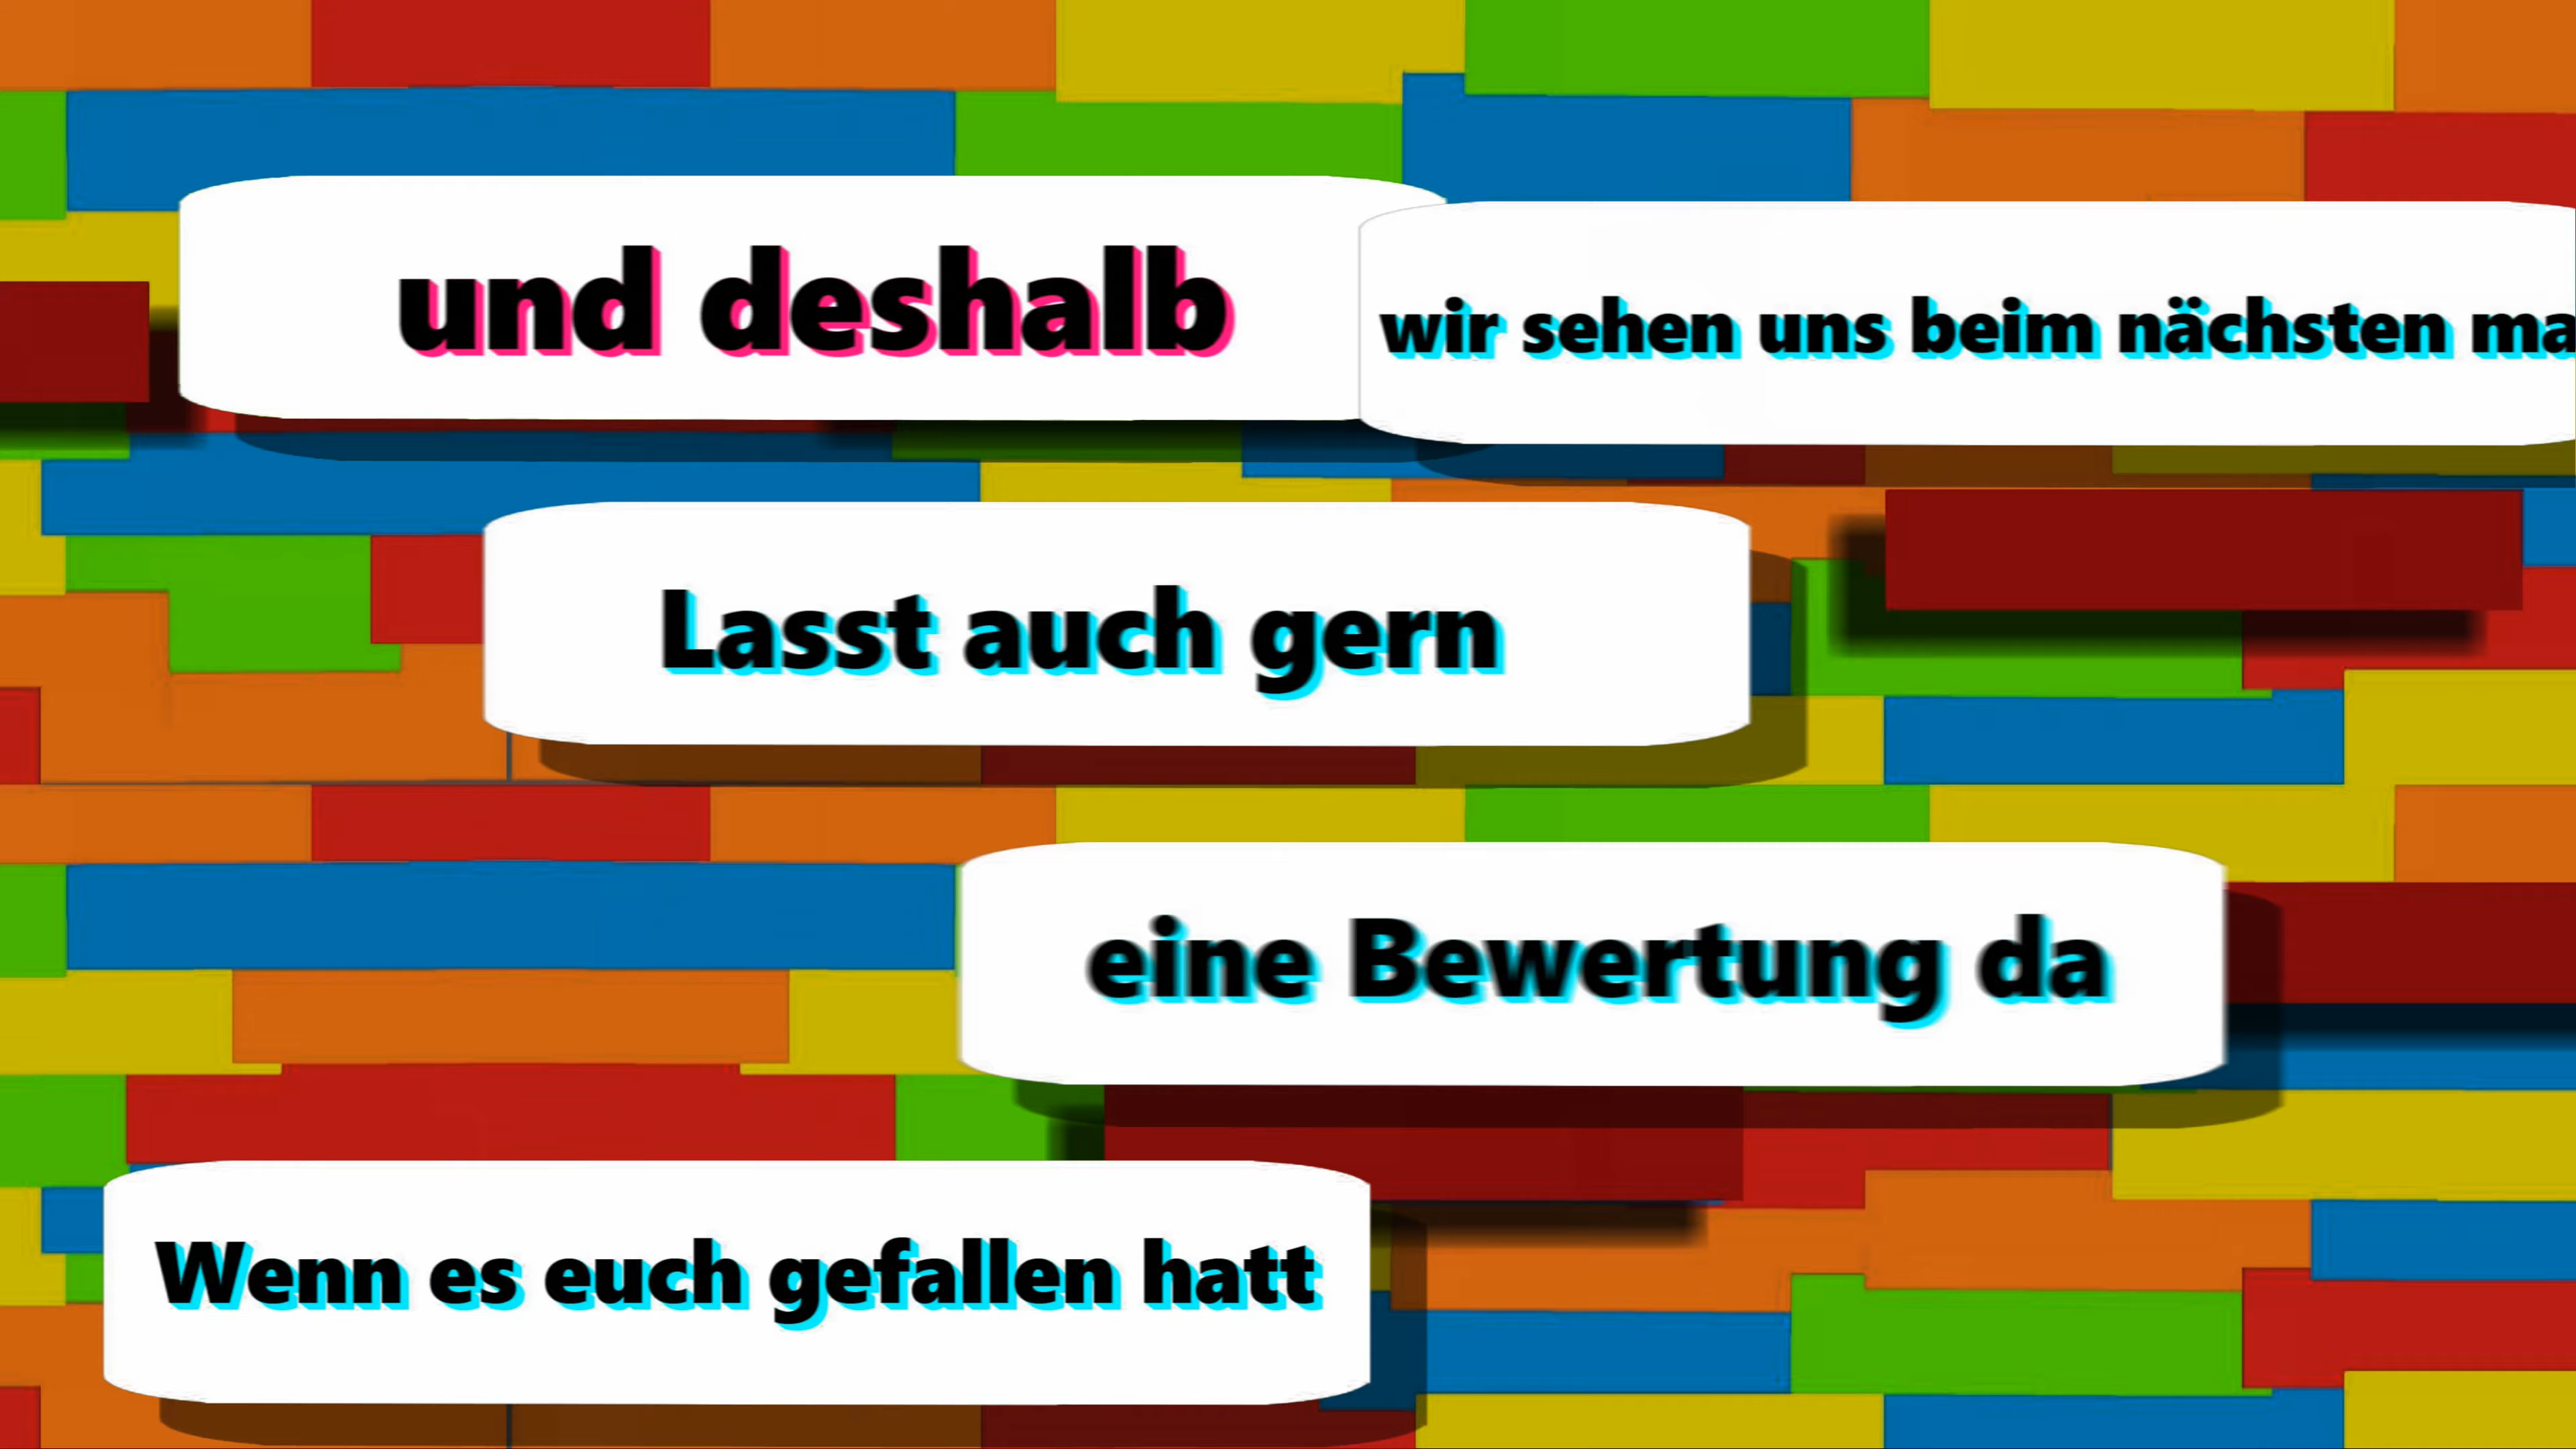 und deshalb
wir sehen uns beim nächsten ma
Lasst auch gern
eine Bewertung da
Wenn es euch gefallen hatt